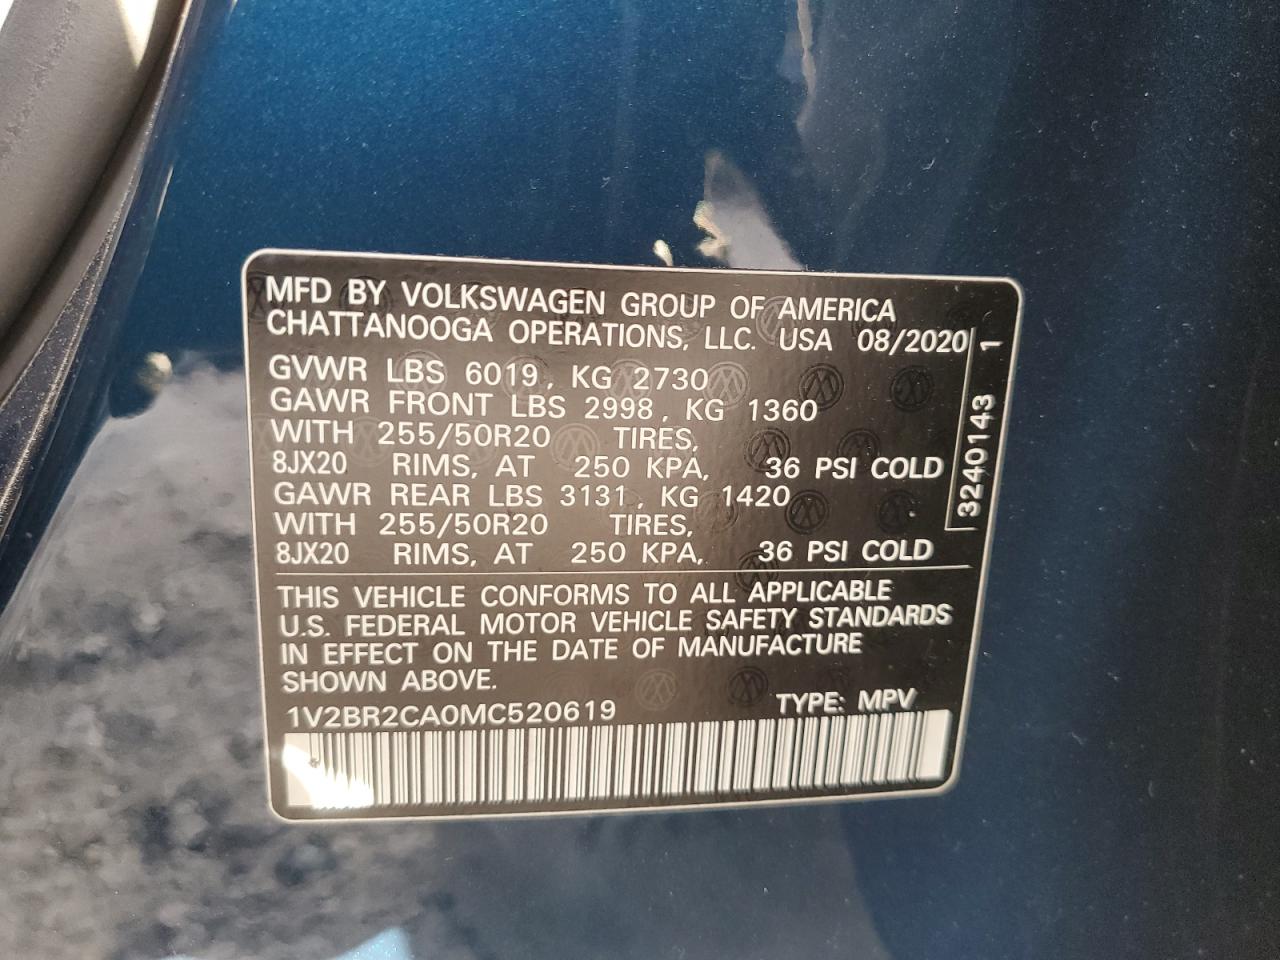 MFD BY VOLKSWAGEN GROUP OF AMERICA
CHATTANOOGA OPERATIONS, LLC. USA 08/2020
GVWR LBS 6019, KG 2730
GAWR FRONT LBS 2998, KG 1360
WITH 255/50R20 TIRES,
8JX20 RIMS, AT 250 KPA, 36 PSI COLD
GAWR REAR LBS 3131, KG 1420
WITH 255/50R20 TIRES,
8JX20 RIMS, AT 250 KPA, 36 PSI COLD
THIS VEHICLE CONFORMS TO ALL APPLICABLE
U.S. FEDERAL MOTOR VEHICLE SAFETY STANDARDS
IN EFFECT ON THE DATE OF MANUFACTURE
SHOWN ABOVE.
1V2BR2CA0MC520619 TYPE: MPV
3240143 1